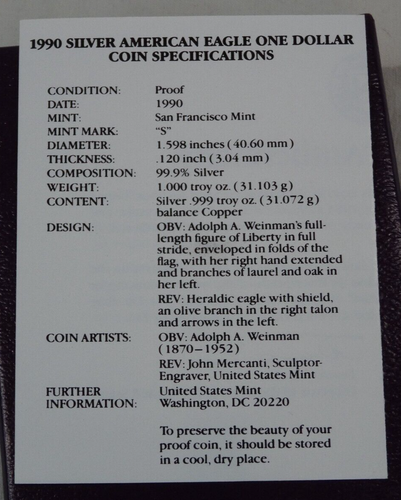 1990 SILVER AMERICAN EAGLE ONE DOLLAR
COIN SPECIFICATIONS
CONDITION: Proof
DATE: 1990
MINT: San Francisco Mint
MINT MARK: "S"
DIAMETER: 1.598 inches (40.60 mm)
THICKNESS: .120 inch (3.04 mm)
COMPOSITION: 99.9% Silver
WEIGHT: 1.000 troy oz. (31.103 g)
CONTENT: Silver .999 troy oz. (31.072 g)
balance Copper
DESIGN: OBV: Adolph A. Weinman's full-
length figure of Liberty in full
stride, enveloped in folds of the
flag, with her right hand extended
and branches of laurel and oak in
her left.
REV: Heraldic eagle with shield,
an olive branch in the right talon
and arrows in the left.
COIN ARTISTS: OBV: Adolph A. Weinman
(1870–1952)
REV: John Mercanti, Sculptor-
Engraver, United States Mint
FURTHER United States Mint
INFORMATION: Washington, DC 20220
To preserve the beauty of your
proof coin, it should be stored
in a cool, dry place.